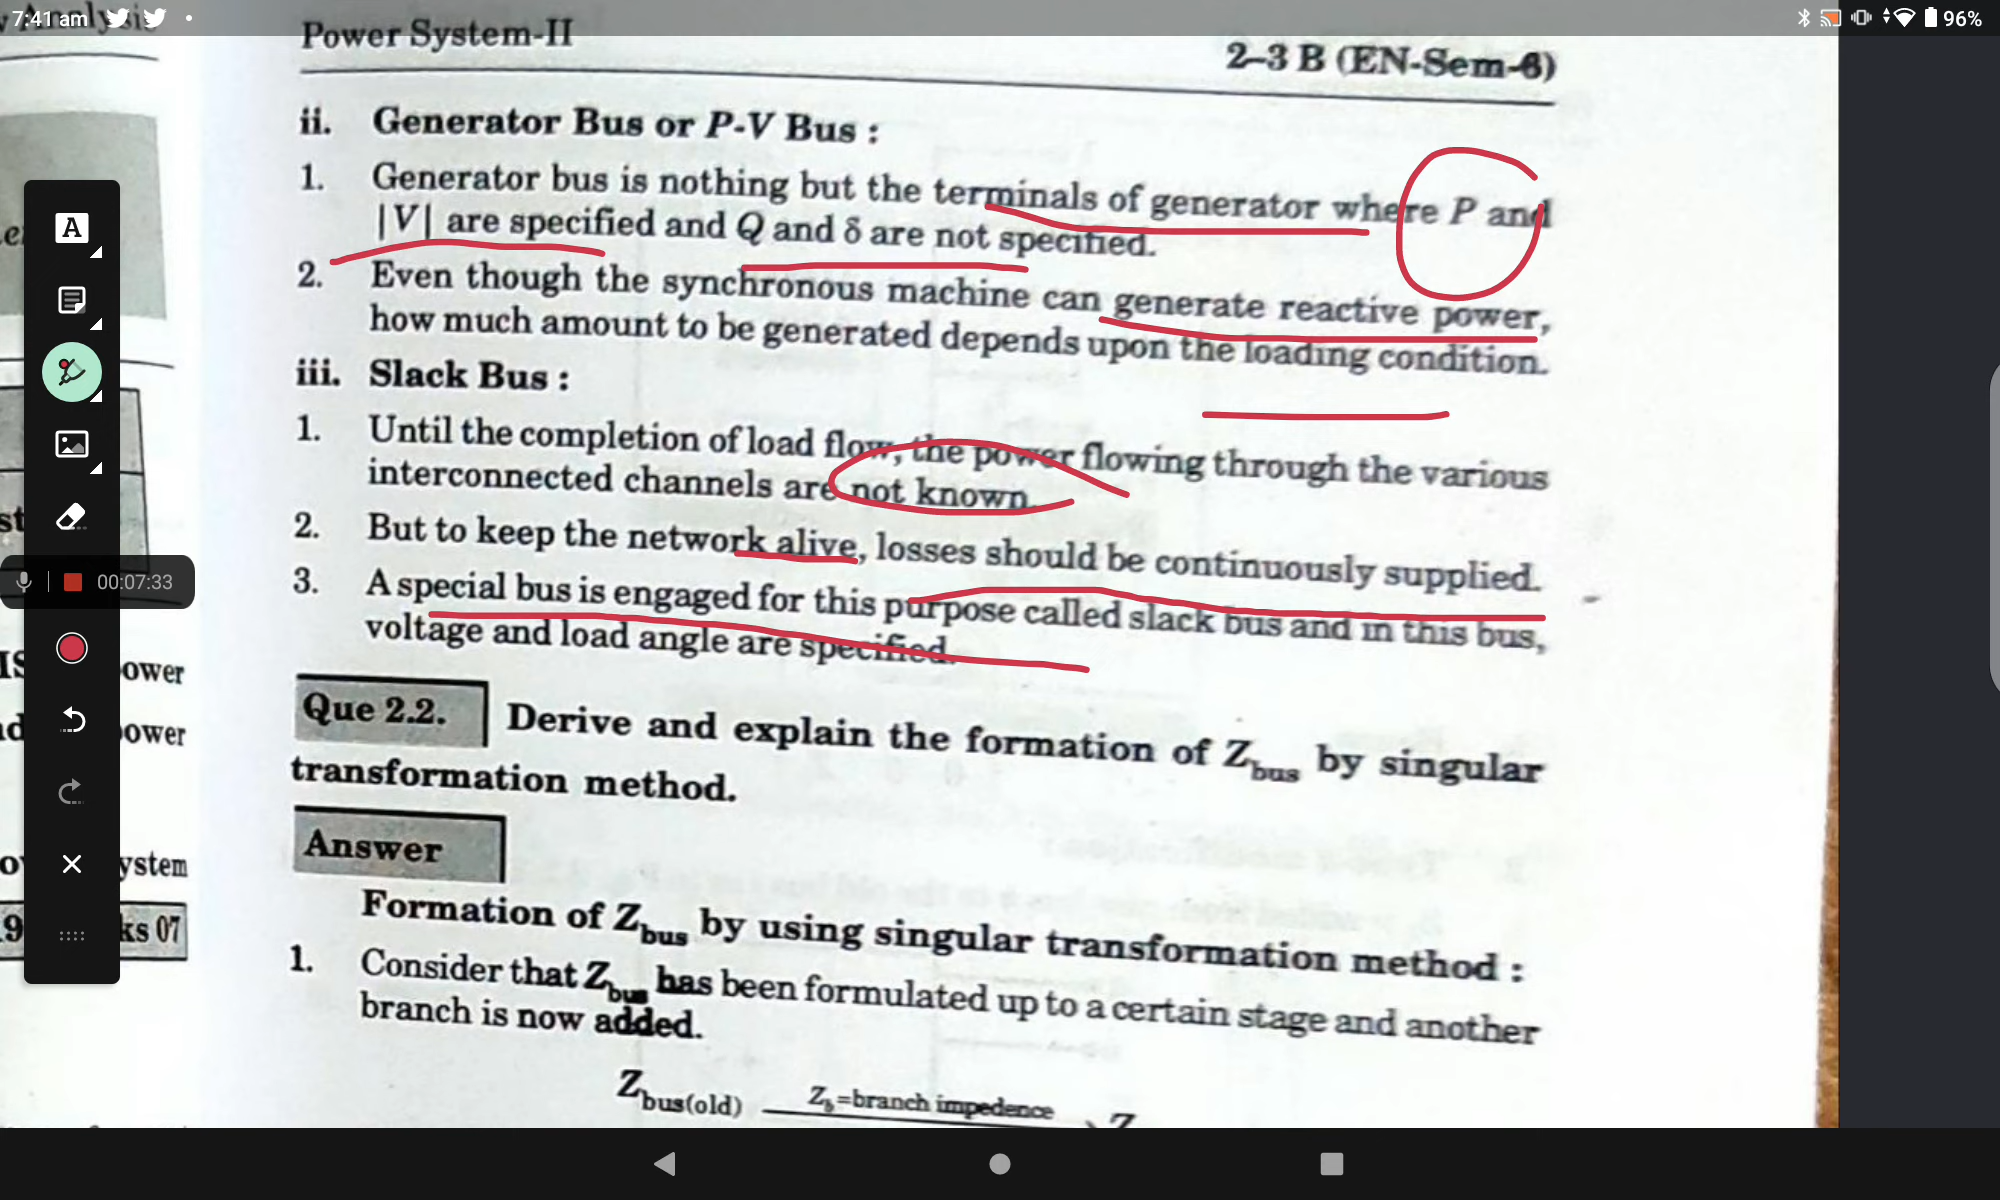 7:41 am
96%
y Analysis
Power System-II
2–3 B (EN-Sem-6)
ii. Generator Bus or P-V Bus :
1. Generator bus is nothing but the terminals of generator where P and
|V| are specified and Q and δ are not specified.
2. Even though the synchronous machine can generate reactive power,
how much amount to be generated depends upon the loading condition.
iii. Slack Bus :
1. Until the completion of load flow, the power flowing through the various
interconnected channels are not known.
2. But to keep the network alive, losses should be continuously supplied.
3. A special bus is engaged for this purpose called slack bus and in this bus,
voltage and load angle are specified.
Que 2.2. Derive and explain the formation of Zbus by singular
transformation method.
Answer
Formation of Zbus by using singular transformation method :
1. Consider that Zbus has been formulated up to a certain stage and another
branch is now added.
Zbus(old) Zb=branch impedence Z
A
00:07:33
ower
ower
ystem
ks 07